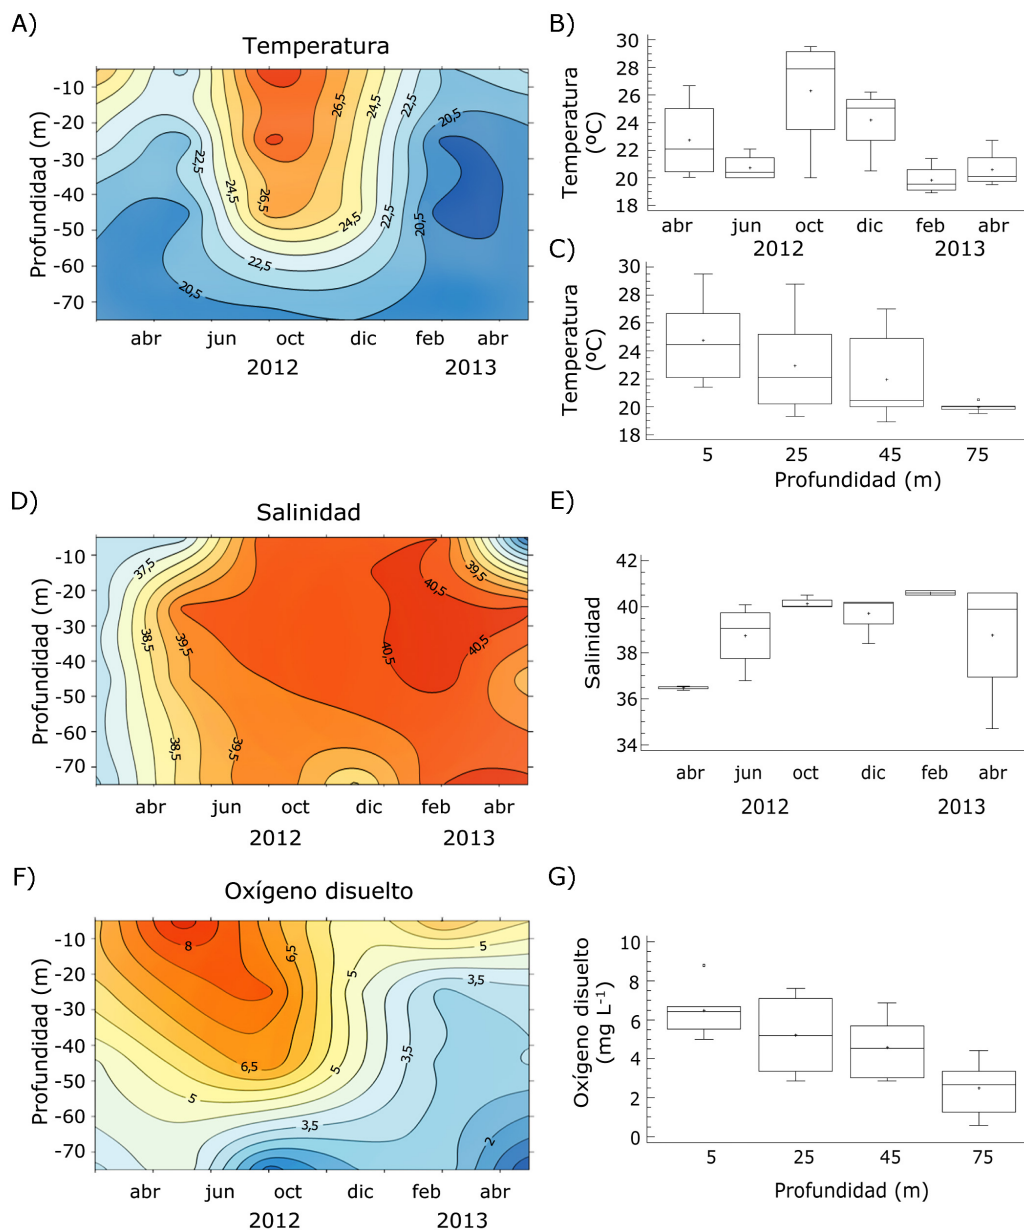 A)
Temperatura
Profundidad (m)
-10
-20
-30
-40
-50
-60
-70
26,5
24,5
22,5
20,5
22,5
24,5
26,5
24,5
22,5
20,5
22,5
20,5
abr jun oct dic feb abr
2012 2013
B)
Temperatura
(ºC)
30
28
26
24
22
20
18
abr jun oct dic feb abr
2012 2013
C)
Temperatura
(ºC)
30
28
26
24
22
20
18
5 25 45 75
Profundidad (m)
D)
Salinidad
Profundidad (m)
-10
-20
-30
-40
-50
-60
-70
37,5
39,5
40,5
38,5
39,5
40,5
40,5
38,5
39,5
abr jun oct dic feb abr
2012 2013
E)
Salinidad
42
40
38
36
34
abr jun oct dic feb abr
2012 2013
F)
Oxígeno disuelto
Profundidad (m)
-10
-20
-30
-40
-50
-60
-70
8
6,5
5
5
3,5
3,5
6,5
5
5
3,5
2
abr jun oct dic feb abr
2012 2013
G)
Oxígeno disuelto
(mg L-1)
10
8
6
4
2
0
5 25 45 75
Profundidad (m)